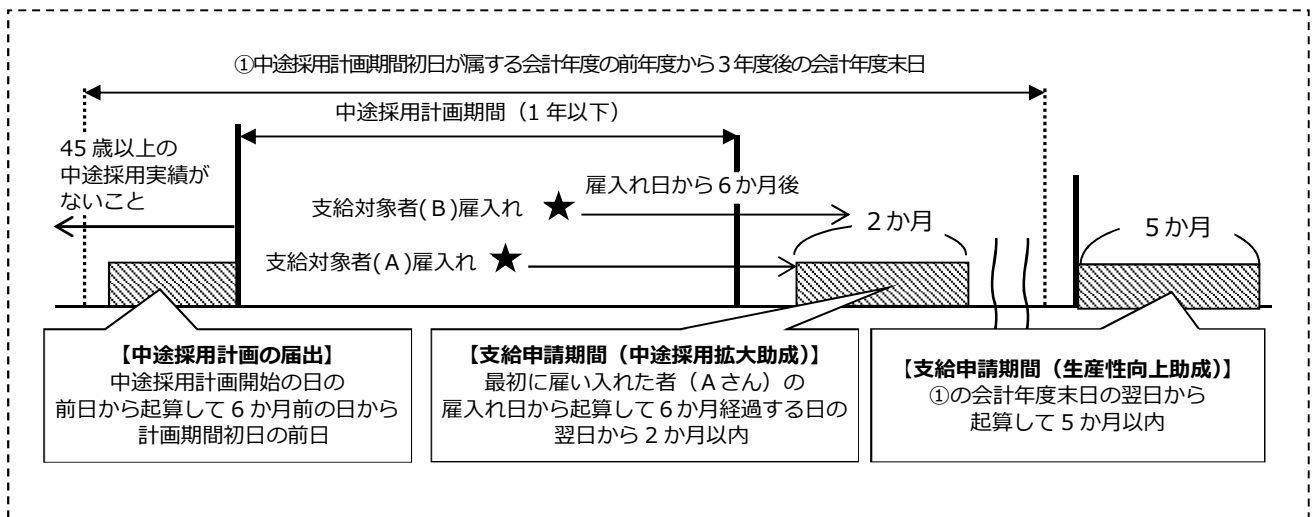 ①中途採用計画期間初日が属する会計年度の前年度から3年度後の会計年度末日
中途採用計画期間(1年以下)
45歳以上の
中途採用実績が
ないこと
雇入れ日から6か月後
支給対象者(B)雇入れ ★
2か月
5か月
支給対象者(A)雇入れ ★
【中途採用計画の届出】
中途採用計画開始の日の
前日から起算して6か月前の日から
計画期間初日の前日
【支給申請期間(中途採用拡大助成)】
最初に雇い入れた者(Aさん)の
雇入れ日から起算して6か月経過する日の
翌日から2か月以内
【支給申請期間(生産性向上助成)】
①の会計年度末日の翌日から
起算して5か月以内